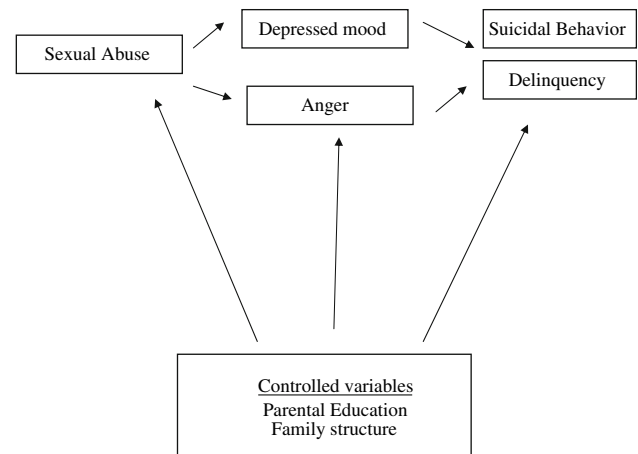 Depressed mood
Suicidal Behavior
Sexual Abuse
Delinquency
Anger
Controlled variables
Parental Education
Family structure